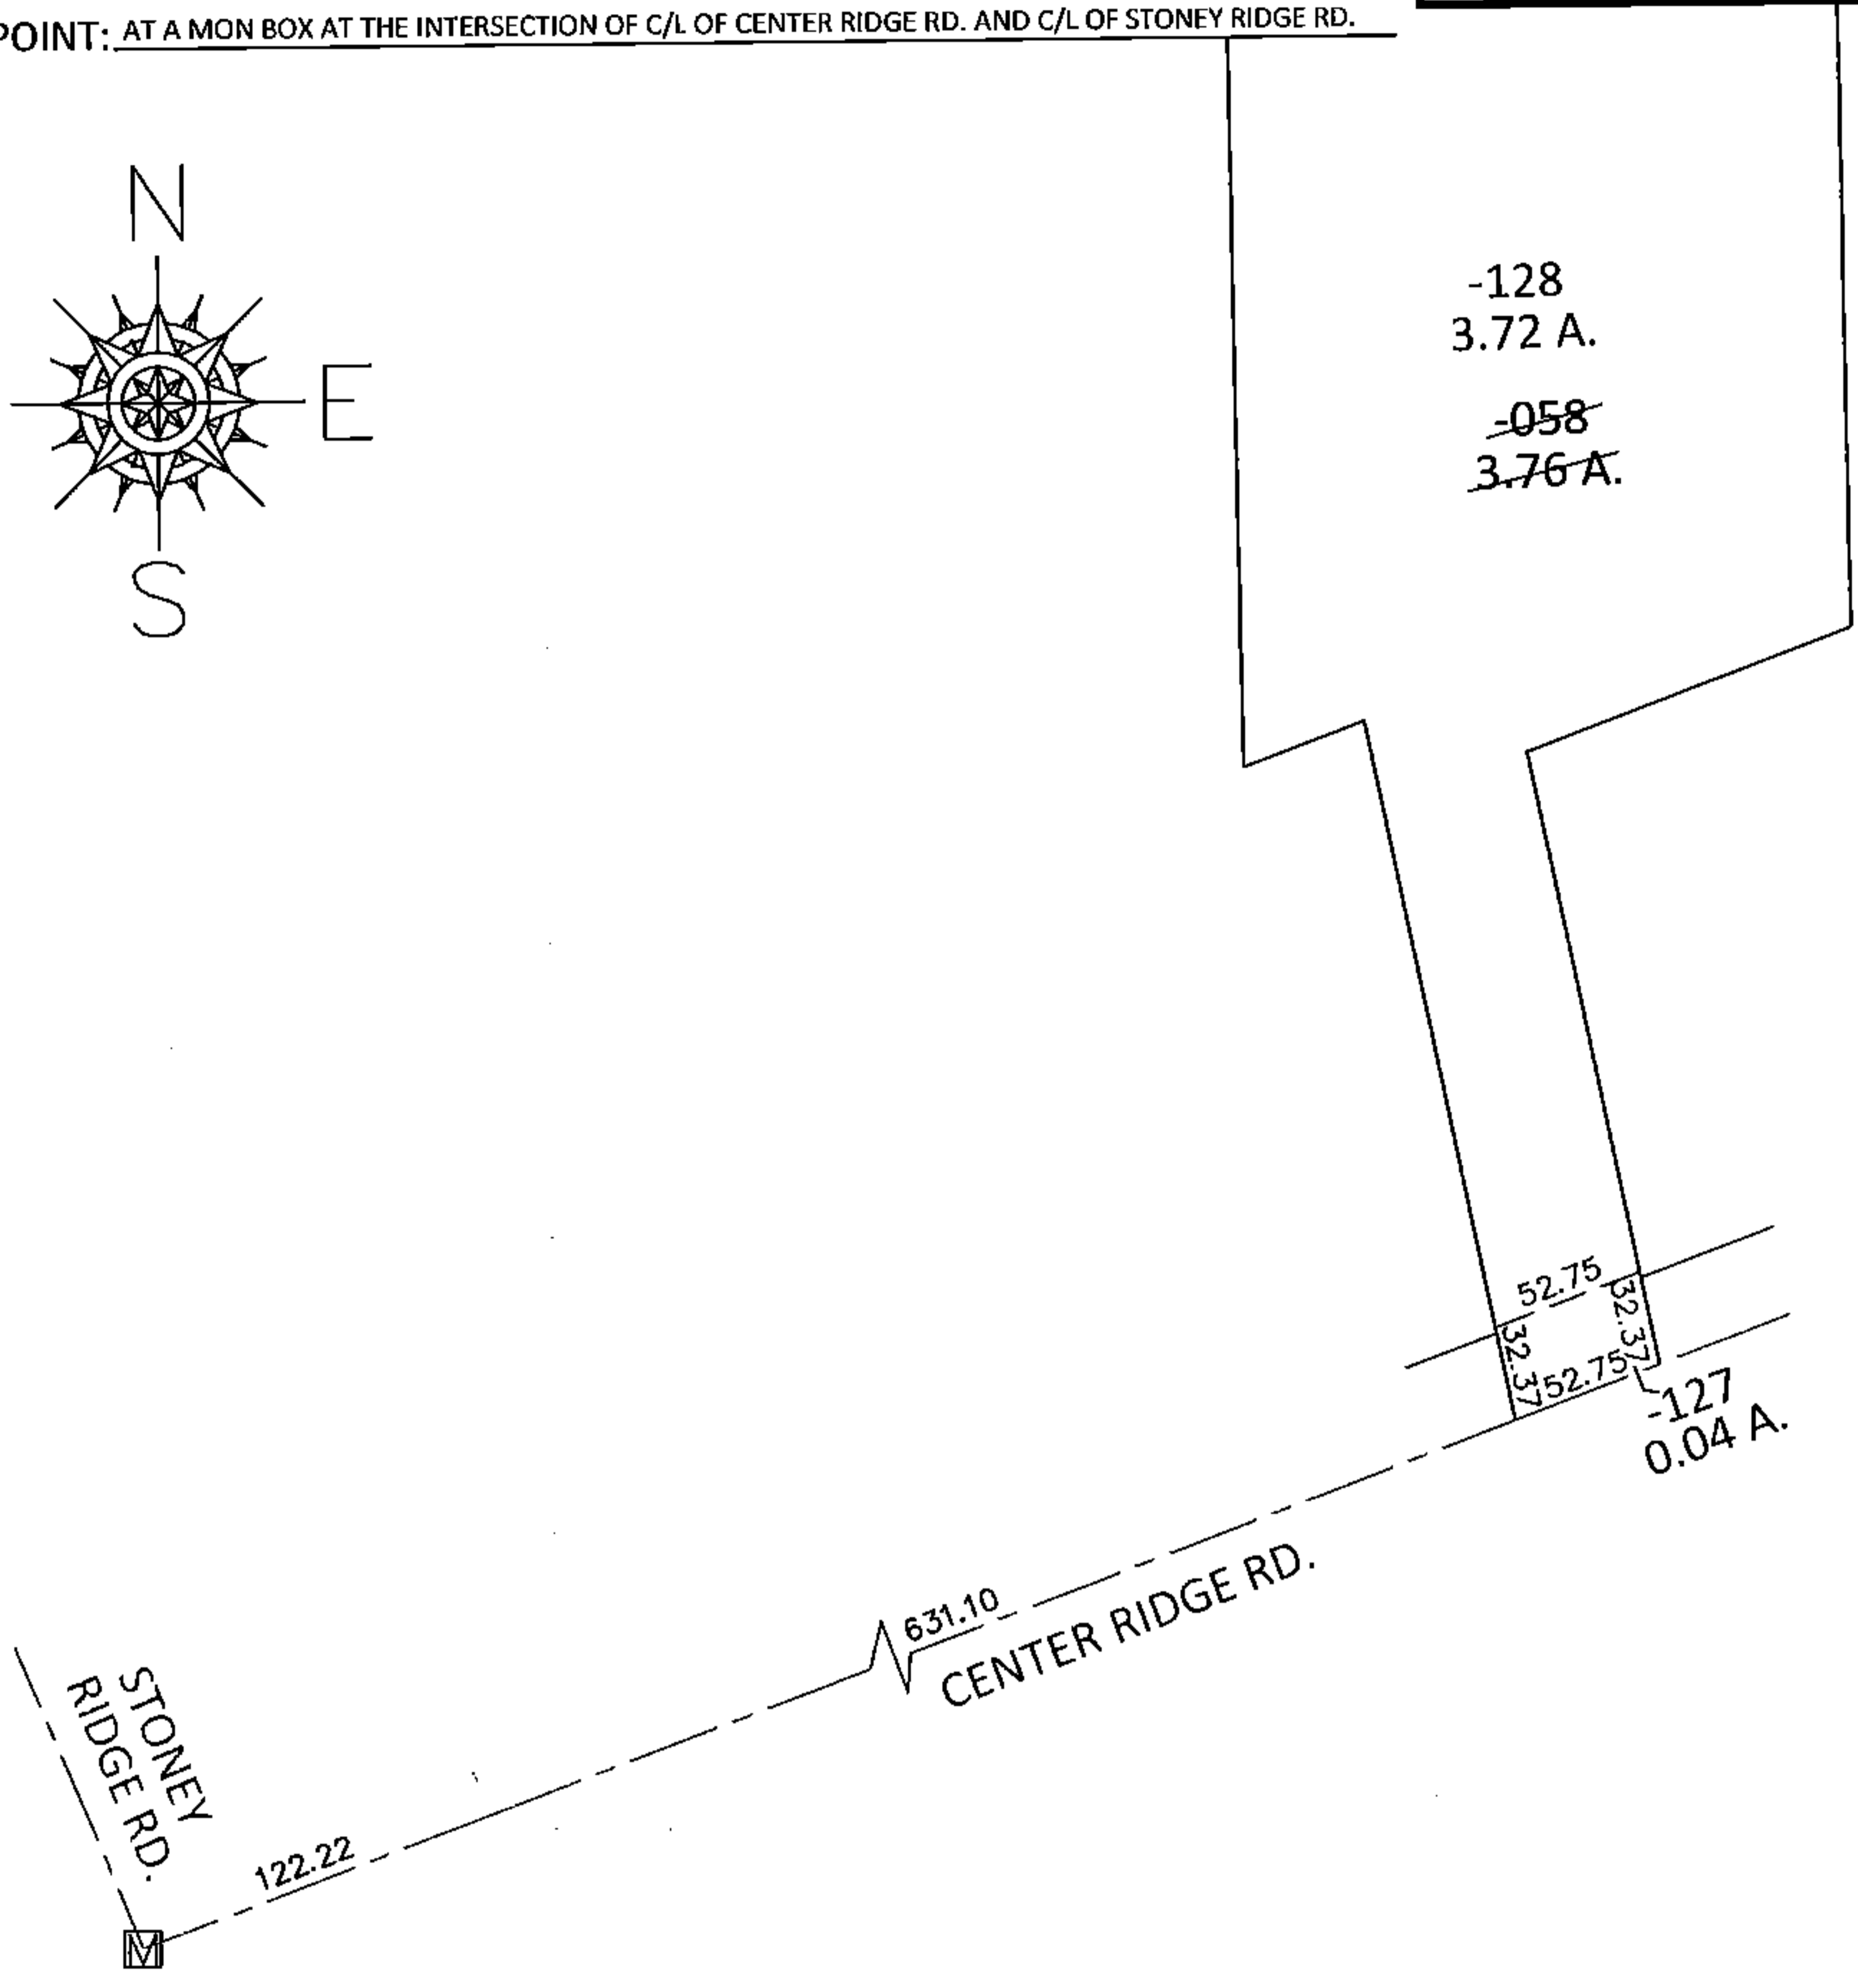 POINT: AT A MON BOX AT THE INTERSECTION OF C/L OF CENTER RIDGE RD. AND C/L OF STONEY RIDGE RD.
N
E
S
-128
3.72 A.
-058
3.76 A.
52.75
32.37
32.37
52.75
-127
0.04 A.
631.10
CENTER RIDGE RD.
STONEY
RIDGE RD.
122.22
M